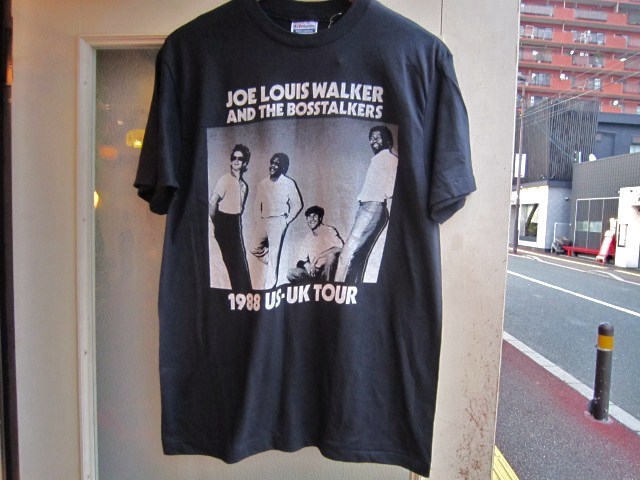 JOE LOUIS WALKER
AND THE BOSSTALKERS
1988 US-UK TOUR